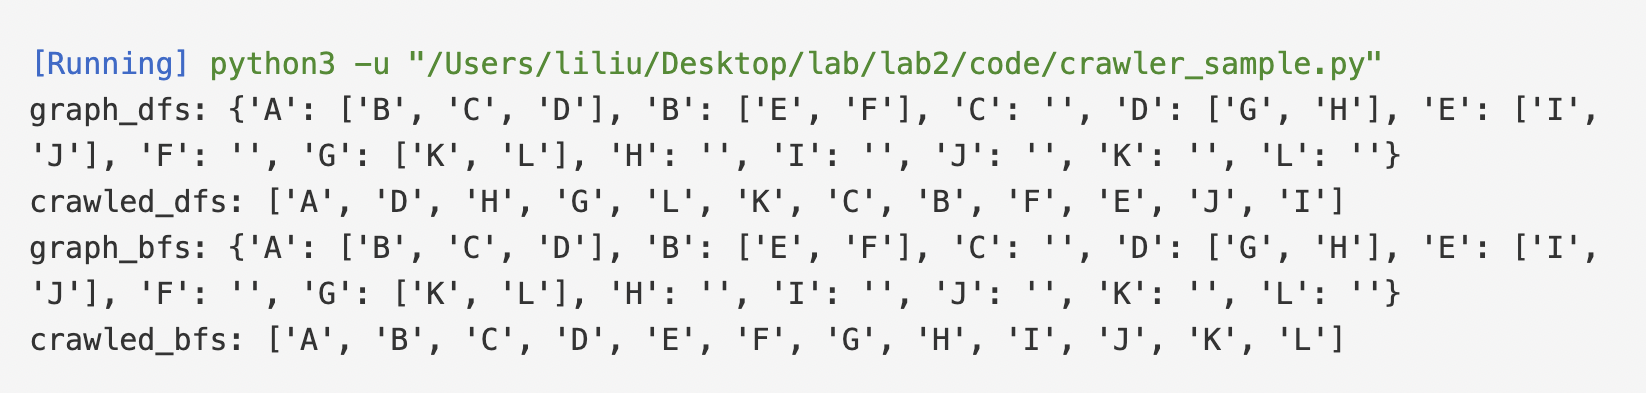 [Running] python3 -u "/Users/liliu/Desktop/lab/lab2/code/crawler_sample.py"
graph_dfs: {'A': ['B', 'C', 'D'], 'B': ['E', 'F'], 'C': '', 'D': ['G', 'H'], 'E': ['I',
'J'], 'F': '', 'G': ['K', 'L'], 'H': '', 'I': '', 'J': '', 'K': '', 'L': ''}
crawled_dfs: ['A', 'D', 'H', 'G', 'L', 'K', 'C', 'B', 'F', 'E', 'J', 'I']
graph_bfs: {'A': ['B', 'C', 'D'], 'B': ['E', 'F'], 'C': '', 'D': ['G', 'H'], 'E': ['I',
'J'], 'F': '', 'G': ['K', 'L'], 'H': '', 'I': '', 'J': '', 'K': '', 'L': ''}
crawled_bfs: ['A', 'B', 'C', 'D', 'E', 'F', 'G', 'H', 'I', 'J', 'K', 'L']